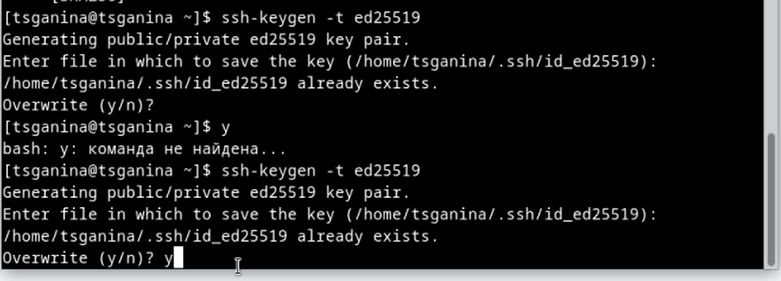 [tsganina@tsganina ~]$ ssh-keygen -t ed25519
Generating public/private ed25519 key pair.
Enter file in which to save the key (/home/tsganina/.ssh/id_ed25519):
/home/tsganina/.ssh/id_ed25519 already exists.
Overwrite (y/n)?
[tsganina@tsganina ~]$ y
bash: y: команда не найдена...
[tsganina@tsganina ~]$ ssh-keygen -t ed25519
Generating public/private ed25519 key pair.
Enter file in which to save the key (/home/tsganina/.ssh/id_ed25519):
/home/tsganina/.ssh/id_ed25519 already exists.
Overwrite (y/n)? y